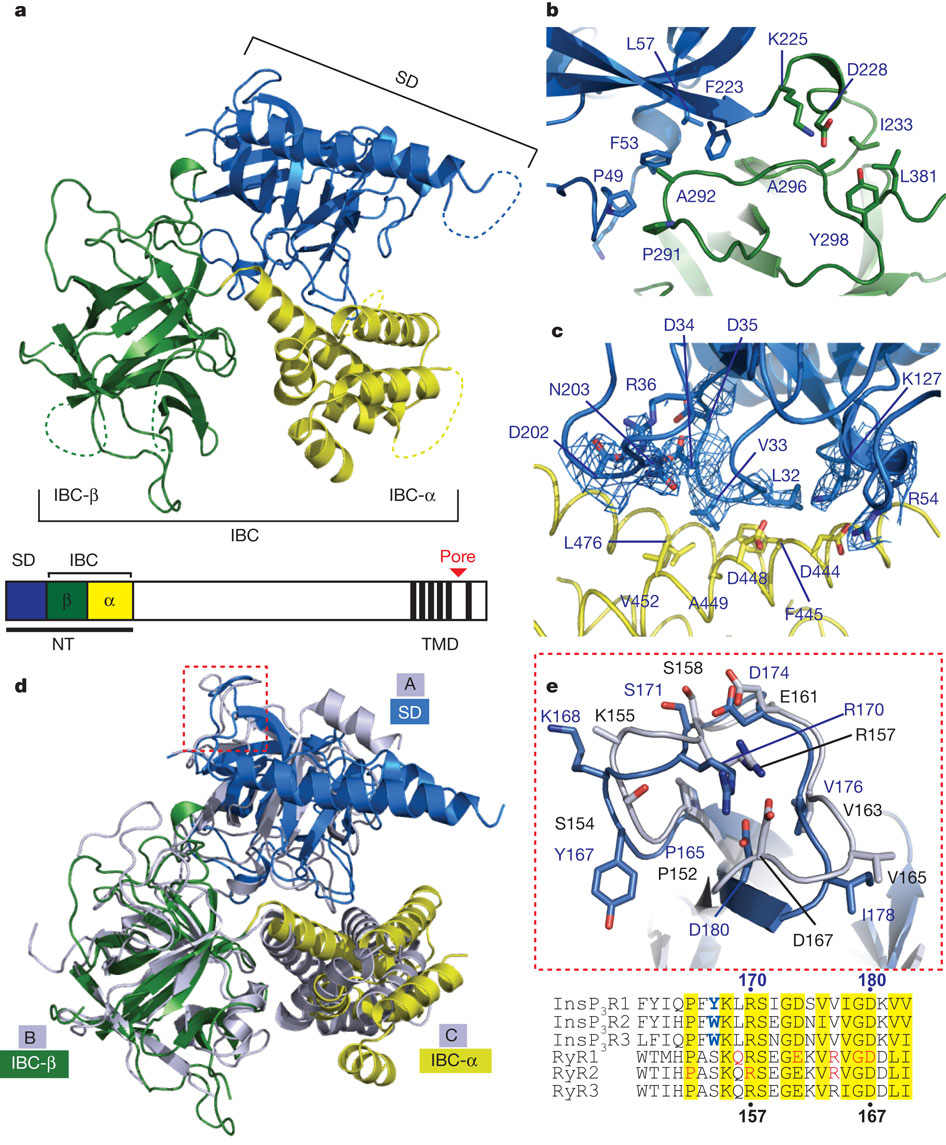 a
SD
IBC-β
IBC-α
IBC
SD
IBC
Pore
β
α
NT
TMD
b
K225
L57
D228
F223
I233
F53
P49
A292
A296
L381
Y298
P291
c
D34
D35
R36
K127
N203
D202
V33
L32
R54
L476
D448
D444
V452
A449
F445
d
A
SD
B
IBC-β
C
IBC-α
e
S158
D174
S171
E161
K168
K155
R170
R157
V176
S154
V163
Y167
P165
P152
V165
I178
D180
D167
170 180
InsP3R1 FYIQPFYKLRSIGDSVVIGDKVV
InsP3R2 FYIHPFWKLRSEGDNIVVGDKVV
InsP3R3 LFIQPFWKLRSNGDNVVVGDKVV
RyR1 WTMHPASKQRSEGEKVRVGDDLI
RyR2 WTIHPASKQRSEGEKVRVGDDLI
RyR3 WTIHPASKQRSEGEKVRIGDDLI
157 167